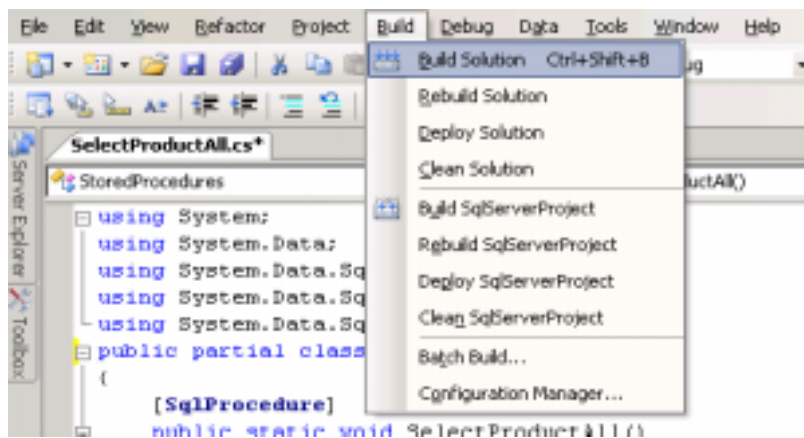 File Edit View Refactor Project Build Debug Data Tools Window Help
Build Solution Ctrl+Shift+B
Rebuild Solution
Deploy Solution
Clean Solution
Build SqlServerProject
Rebuild SqlServerProject
Deploy SqlServerProject
Clean SqlServerProject
Batch Build...
Configuration Manager...
Server Explorer
Toolbox
SelectProductAll.cs*
StoredProcedures
uctAll()
using System;
using System.Data;
using System.Data.Sq
using System.Data.Sq
using System.Data.Sq
public partial class
{
[SqlProcedure]
public static void SelectProductAll()